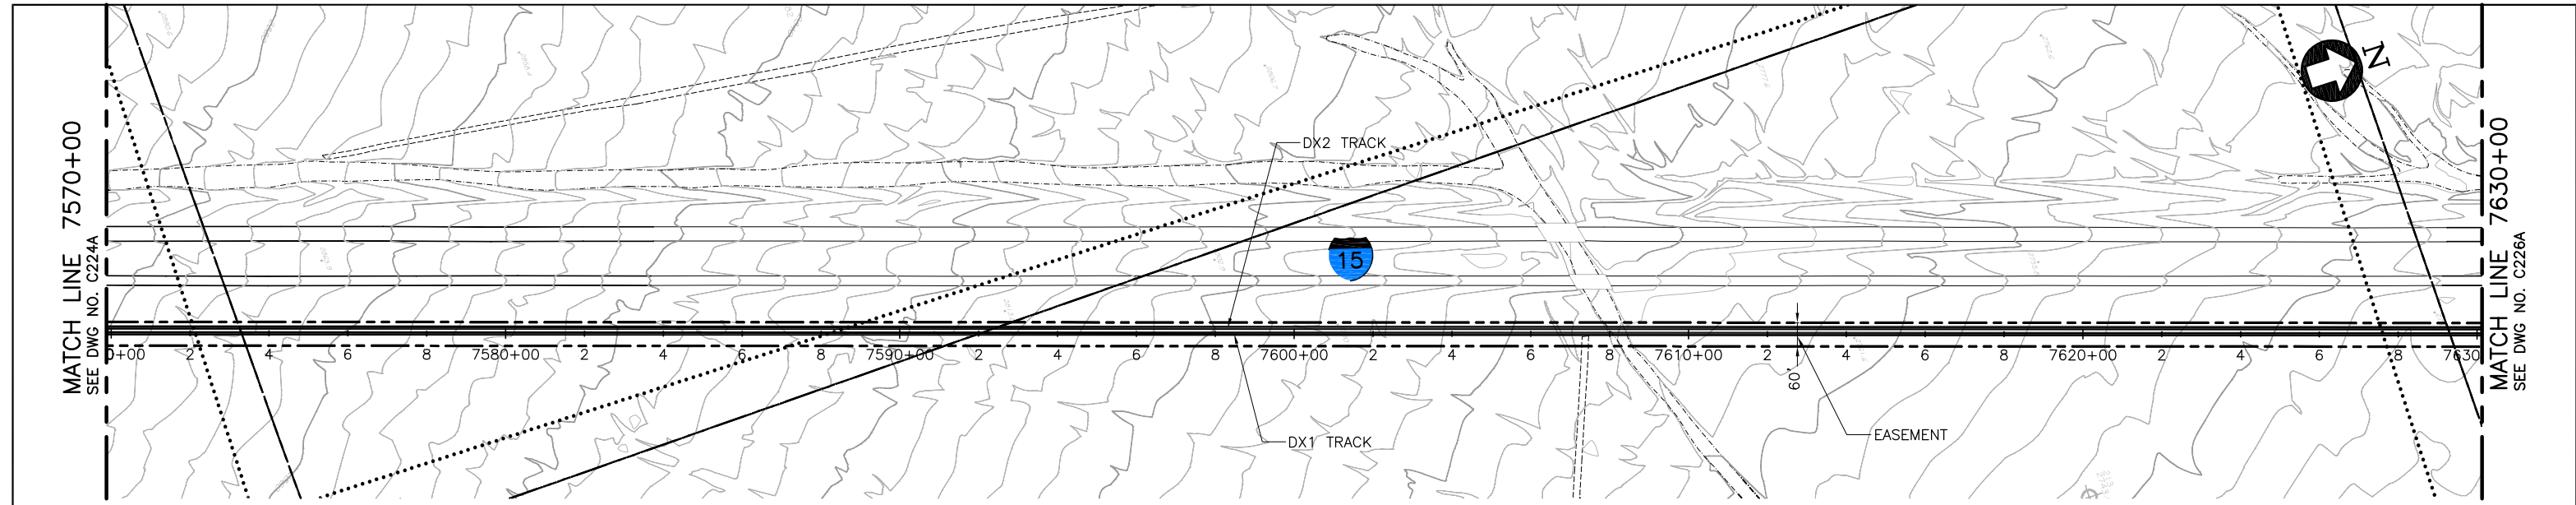 MATCH LINE 7570+00
SEE DWG NO. C224A
DX2 TRACK
15
N
0+00 2 4 6 8 7580+00 2 4 6 8 7590+00 2 4 6 8 7600+00 2 4 6 8 7610+00 2 4 6 8 7620+00 2 4 6 8 7630
60'
DX1 TRACK
EASEMENT
MATCH LINE 7630+00
SEE DWG NO. C226A